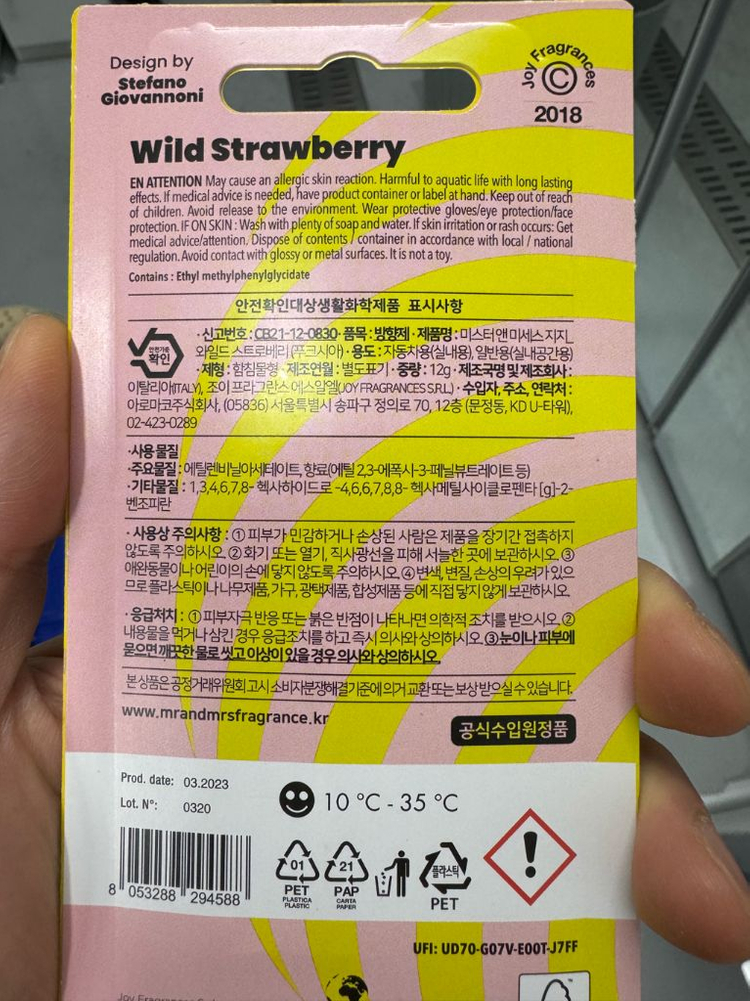 Design by
Stefano
Giovannoni
Joy Fragrances
©
2018
Wild Strawberry
EN ATTENTION May cause an allergic skin reaction. Harmful to aquatic life with long lasting
effects. If medical advice is needed, have product container or label at hand. Keep out of reach
of children. Avoid release to the environment. Wear protective gloves/eye protection/face
protection. IF ON SKIN : Wash with plenty of soap and water. If skin irritation or rash occurs: Get
medical advice/attention. Dispose of contents / container in accordance with local / national
regulation. Avoid contact with glossy or metal surfaces. It is not a toy.
Contains : Ethyl methylphenylglycidate
안전확인대상생활화학제품 표시사항
안전기준
확인
·신고번호 : CB21-12-0830· 품목 : 방향제 · 제품명 : 미스터앤미세스 지지_
와일드 스트로베리 (푸크시아) · 용도 : 자동차용(실내용), 일반용(실내공간용)
· 제형 : 함침물형 · 제조연월 : 별도표기 · 중량 : 12g · 제조국명 및 제조회사 :
이탈리아(ITALY), 조이 프라그런스 에스알엘(JOY FRAGRANCES S.R.L.) · 수입자, 주소, 연락처 :
아로마코주식회사, (05836) 서울특별시 송파구 정의로 70, 12층 (문정동, KD U-타워),
02-423-0289
·사용물질
·주요물질 : 에틸렌비닐아세테이트, 향료(에틸 2,3-에폭시-3-페닐뷰트레이트 등)
·기타물질 : 1,3,4,6,7,8- 헥사하이드로 -4,6,6,7,8,8- 헥사메틸사이클로펜타 [g]-2-
벤조피란
· 사용상 주의사항 : ① 피부가 민감하거나 손상된 사람은 제품을 장기간 접촉하지
않도록 주의하시오. ② 화기 또는 열기, 직사광선을 피해 서늘한 곳에 보관하시오. ③
애완동물이나 어린이의 손에 닿지 않도록 주의하시오. ④ 변색, 변질, 손상의 우려가 있으
므로 플라스틱이나 나무제품, 가구, 광택제품, 합성제품 등에 직접 닿지 않게 보관하시오.
· 응급처치 : ① 피부자극 반응 또는 붉은 반점이 나타나면 의학적 조치를 받으시오. ②
내용물을 먹거나 삼킨 경우 응급조치를 하고 즉시 의사와 상의하시오. ③ 눈이나 피부에
묻으면 깨끗한 물로 씻고 이상이 있을 경우 의사와 상의하시오.
본 상품은 공정거래위원회 고시 소비자분쟁해결기준에 의거 교환 또는 보상 받으실 수 있습니다.
www.mrandmrsfragrance.kr
공식수입원정품
Prod. date: 03.2023
Lot. N°: 0320
10 °C - 35 °C
8 053288 294588
01
PET
PLASTICA
PLASTIC
21
PAP
CARTA
PAPER
플라스틱
PET
UFI: UD70-G07V-E00T-J7FF